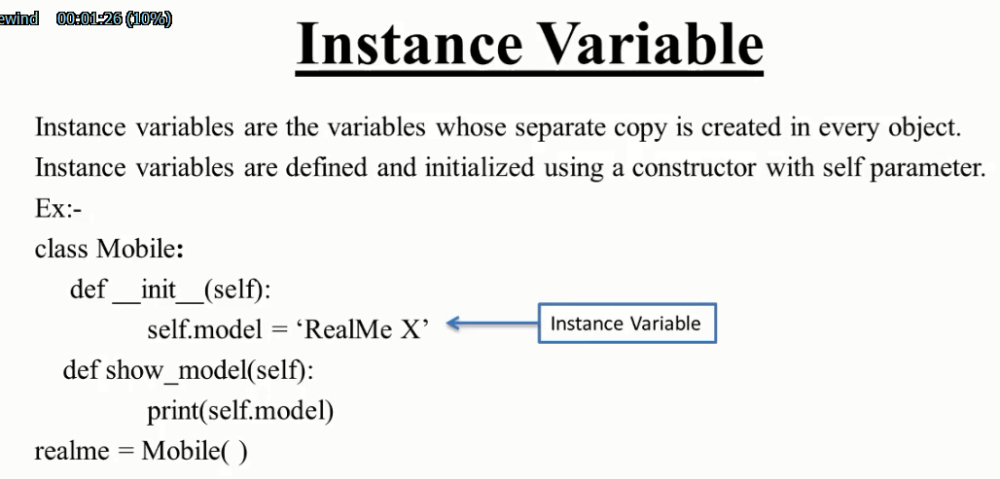 ewind 00:01:26 (10%)
Instance Variable
Instance variables are the variables whose separate copy is created in every object.
Instance variables are defined and initialized using a constructor with self parameter.
Ex:-
class Mobile:
def __init__(self):
self.model = ‘RealMe X’
Instance Variable
def show_model(self):
print(self.model)
realme = Mobile( )